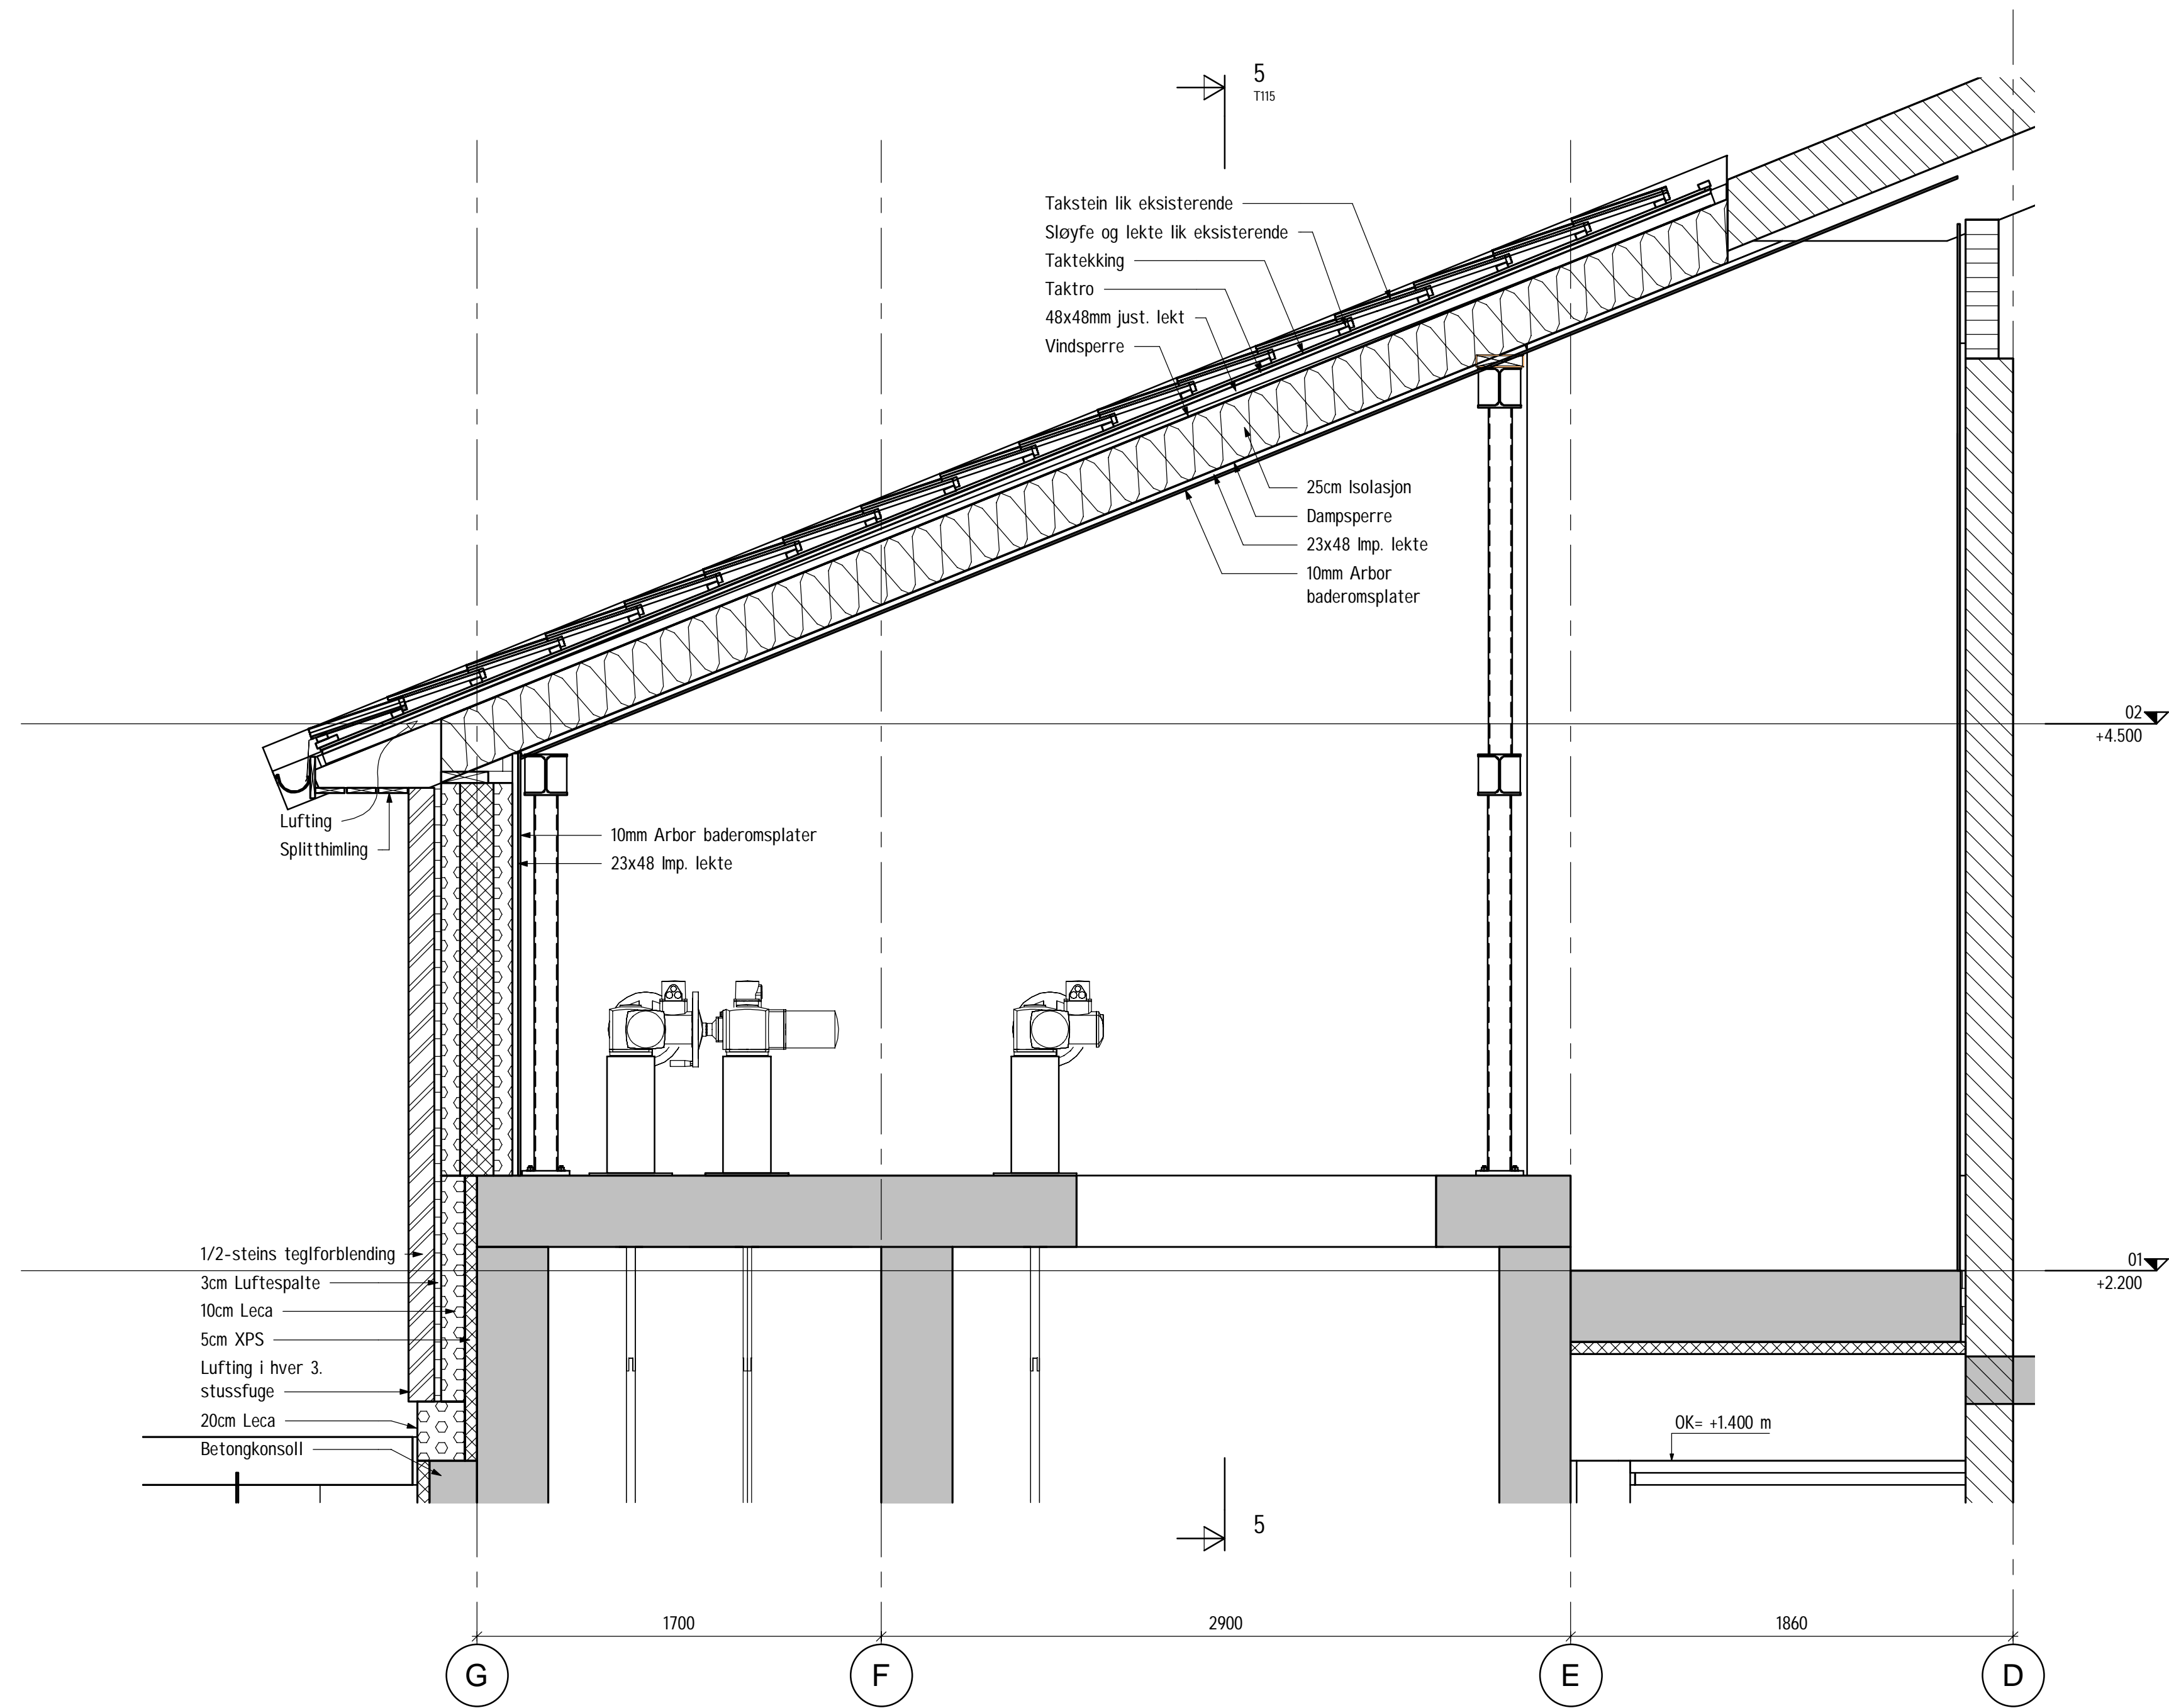 5
T115
Takstein lik eksisterende
Sløyfe og lekte lik eksisterende
Taktekking
Taktro
48x48mm just. lekt
Vindsperre
25cm Isolasjon
Dampsperre
23x48 Imp. lekte
10mm Arbor
baderomsplater
02
+4.500
Lufting
Splitthimling
10mm Arbor baderomsplater
23x48 Imp. lekte
1/2-steins teglforblending
3cm Luftespalte
10cm Leca
5cm XPS
Lufting i hver 3.
stussfuge
20cm Leca
Betongkonsoll
01
+2.200
OK= +1.400 m
5
1700
2900
1860
G
F
E
D